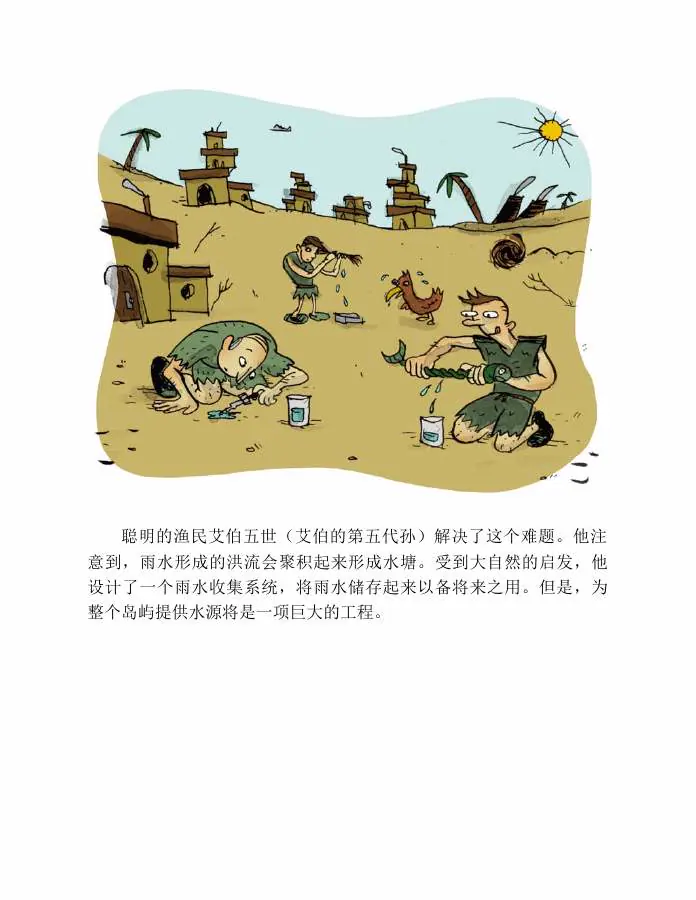 聪明的渔民艾伯五世（艾伯的第五代孙）解决了这个难题。他注
意到，雨水形成的洪流会聚积起来形成水塘。受到大自然的启发，他
设计了一个雨水收集系统，将雨水储存起来以备将来之用。但是，为
整个岛屿提供水源将是一项巨大的工程。